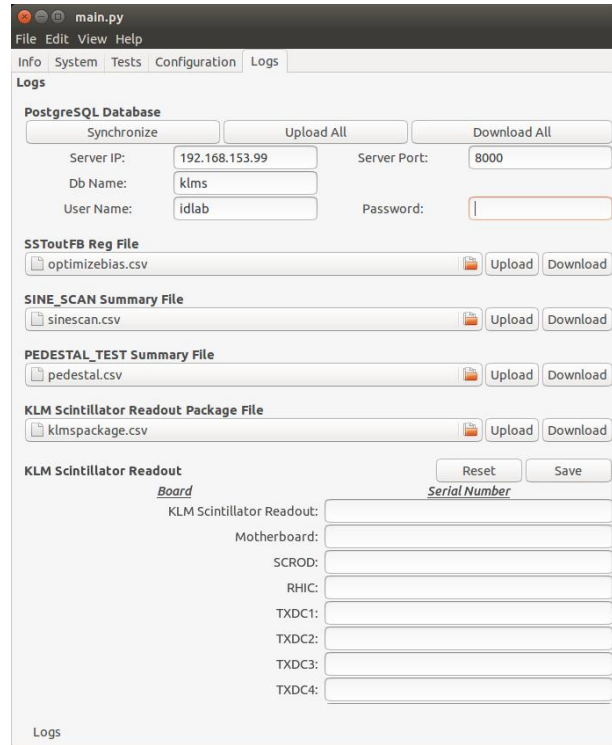 main.py
File Edit View Help
Info System Tests Configuration Logs
Logs
PostgreSQL Database
Synchronize Upload All Download All
Server IP: 192.168.153.99 Server Port: 8000
Db Name: klms
User Name: idlab Password:
SSToutFB Reg File
optimizebias.csv Upload Download
SINE_SCAN Summary File
sinescan.csv Upload Download
PEDESTAL_TEST Summary File
pedestal.csv Upload Download
KLM Scintillator Readout Package File
klmspackage.csv Upload Download
KLM Scintillator Readout Reset Save
Board Serial Number
KLM Scintillator Readout:
Motherboard:
SCROD:
RHIC:
TXDC1:
TXDC2:
TXDC3:
TXDC4:
Logs